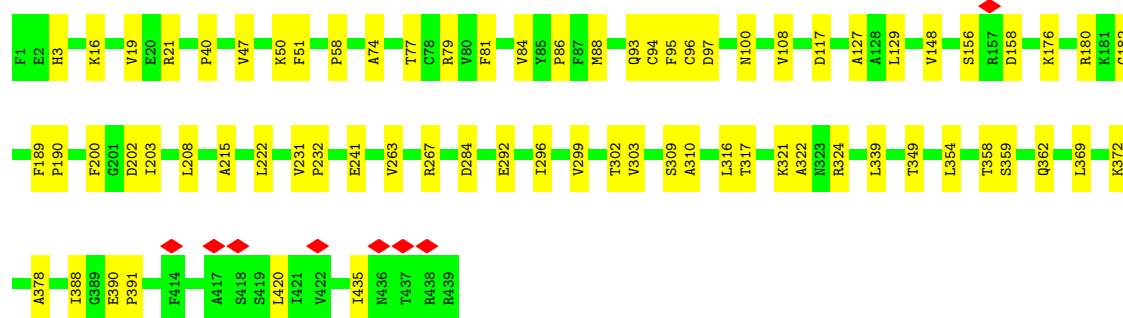 F1 E2 H3 K16 V19 E20 R21 P40 V47 K50 F51 P58 A74 T77 C78 R79 V80 F81 V84 Y85 P86 F87 M88 Q93 C94 F95 C96 D97 N100 V108 D117 A127 A128 L129 V148 S156 R157 D158 K176 R180 K181
F189 P190 F200 G201 D202 I203 L208 A215 L222 V231 P232 E241 V263 R267 D284 E292 I296 V299 T302 V303 S309 A310 L316 T317 K321 A322 N323 R324 L339 T349 L354 T358 S359 Q362 L369 K372
A378 I388 G389 E390 P391 F414 A417 S418 S419 L420 I421 V422 I435 N436 T437 R438 R439